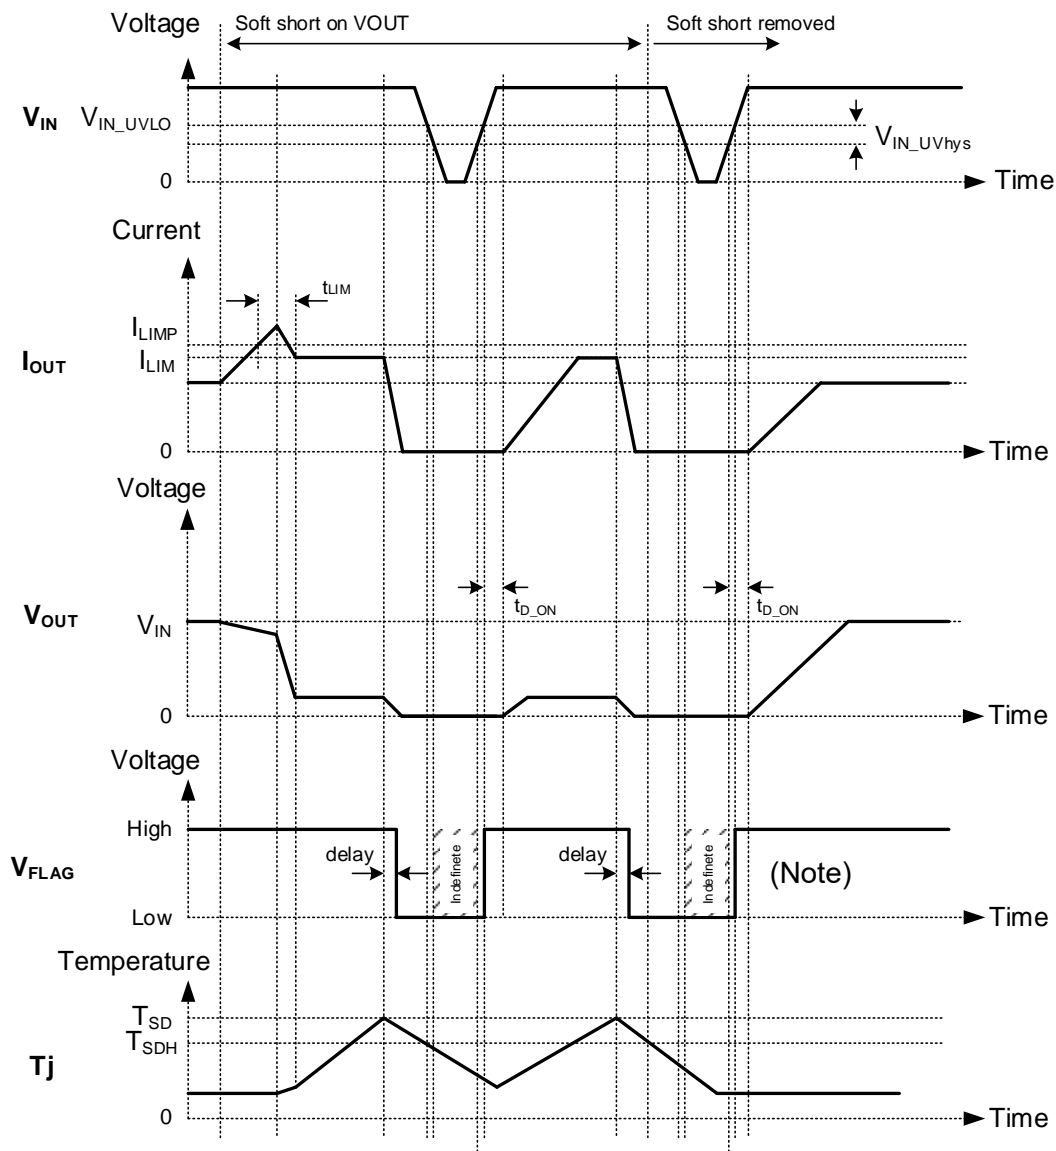 Voltage
Soft short on VOUT
Soft short removed
VIN
VIN_UVLO
VIN_UVhys
0
Time
Current
tLIM
ILIMP
IOUT
ILIM
0
Time
Voltage
tD_ON
tD_ON
VOUT
VIN
0
Time
Voltage
High
delay
Indefinete
delay
Indefinete
(Note)
VFLAG
Low
Time
Temperature
TSD
TSDH
Tj
0
Time